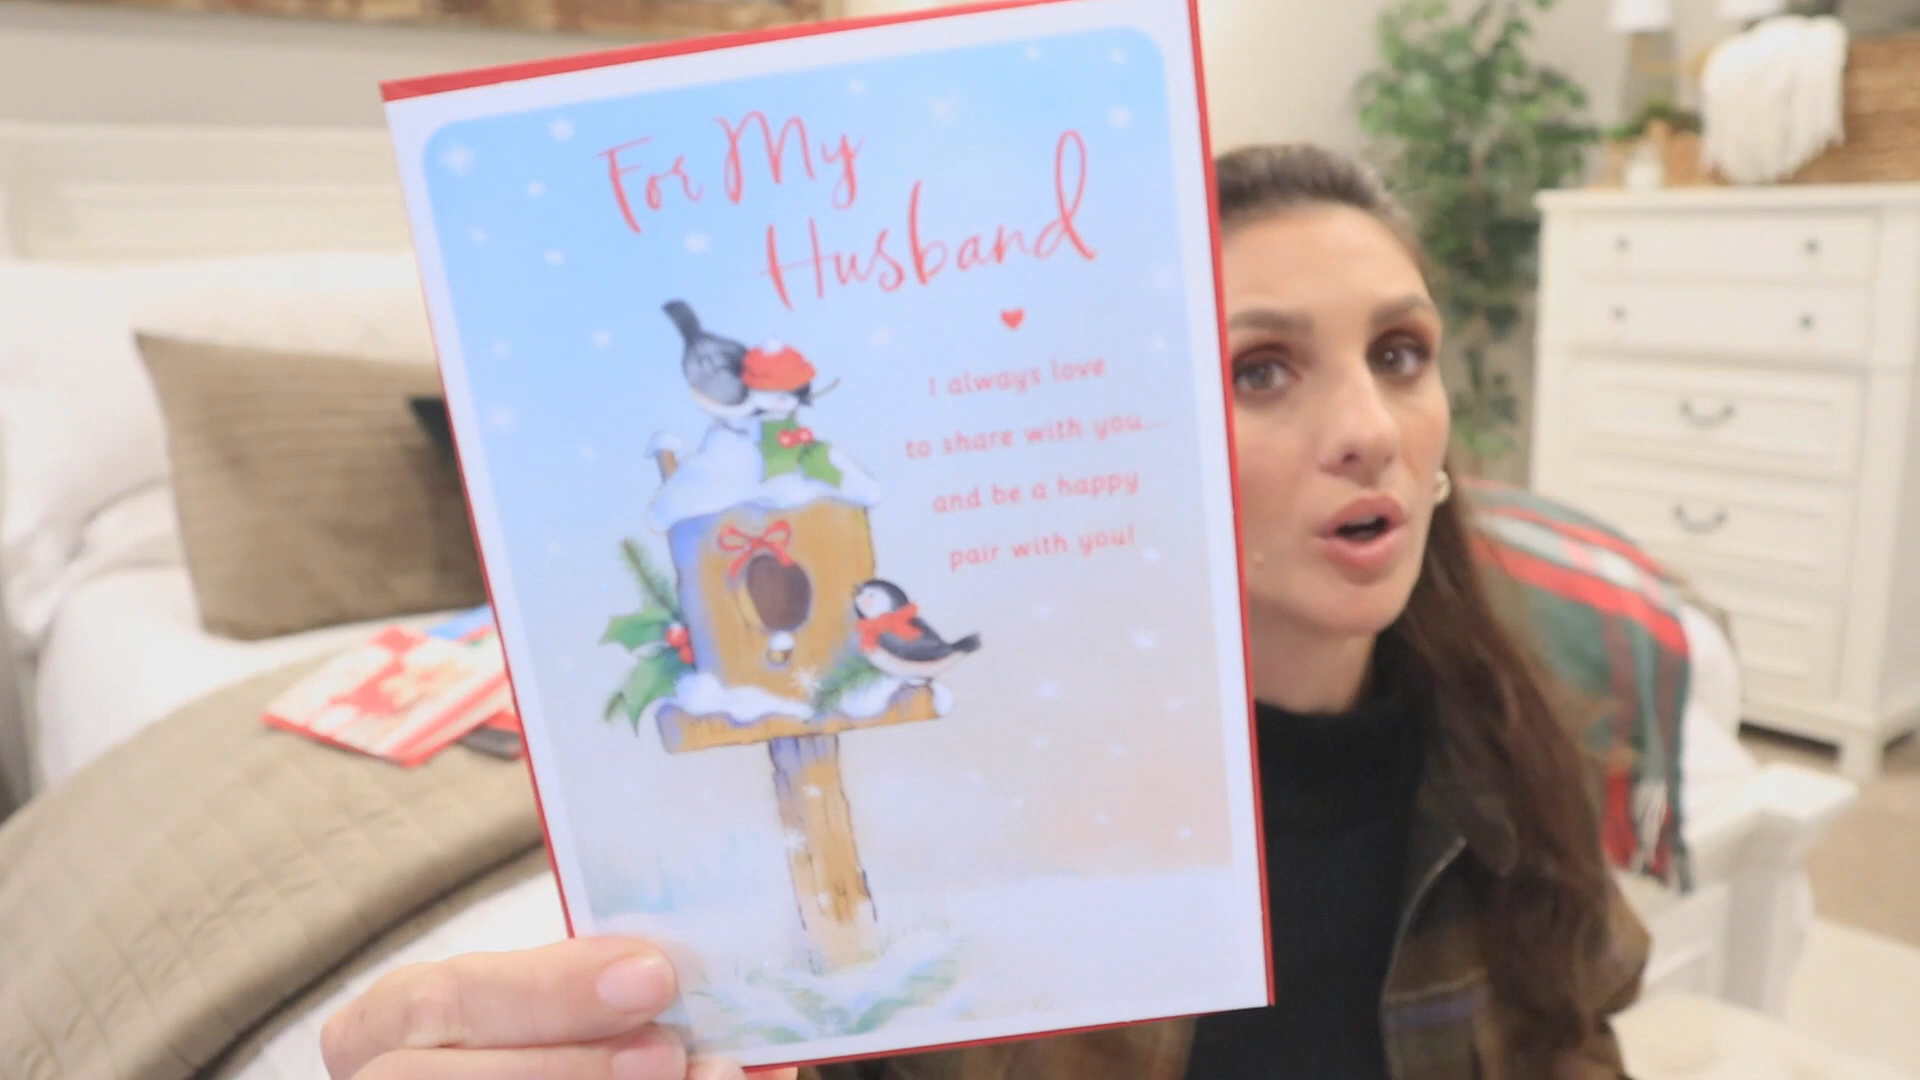 For My
Husband
I always love
to share with you...
and be a happy
pair with you!